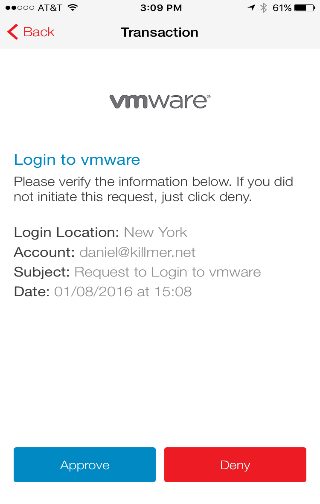 AT&T 3:09 PM 61%
Back Transaction
vmware®
Login to vmware
Please verify the information below. If you did
not initiate this request, just click deny.
Login Location: New York
Account: daniel@killmer.net
Subject: Request to Login to vmware
Date: 01/08/2016 at 15:08
Approve Deny